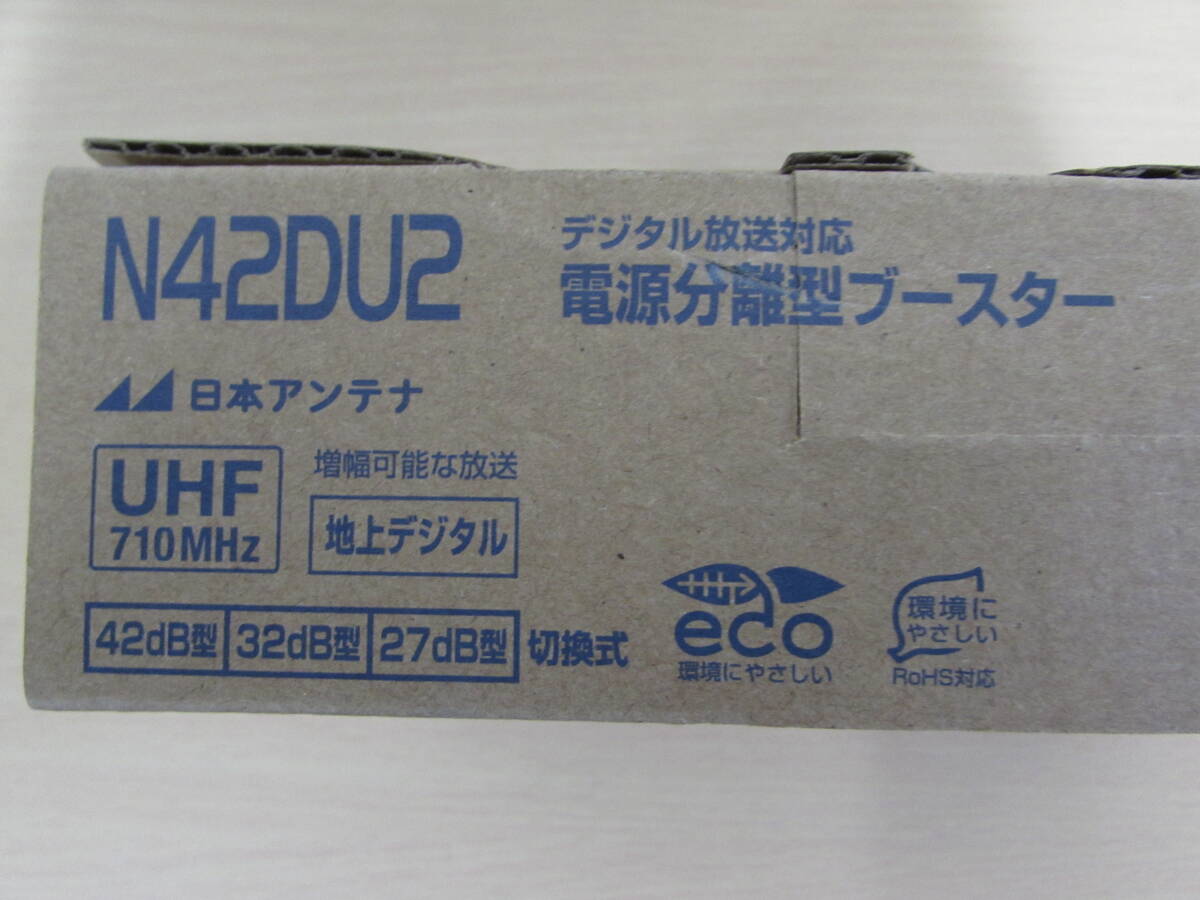 N42DU2
デジタル放送対応
電源分離型ブースター
日本アンテナ
UHF
710MHz
増幅可能な放送
地上デジタル
42dB型 32dB型 27dB型 切換式
eco
環境にやさしい
環境に
やさしい
RoHS対応